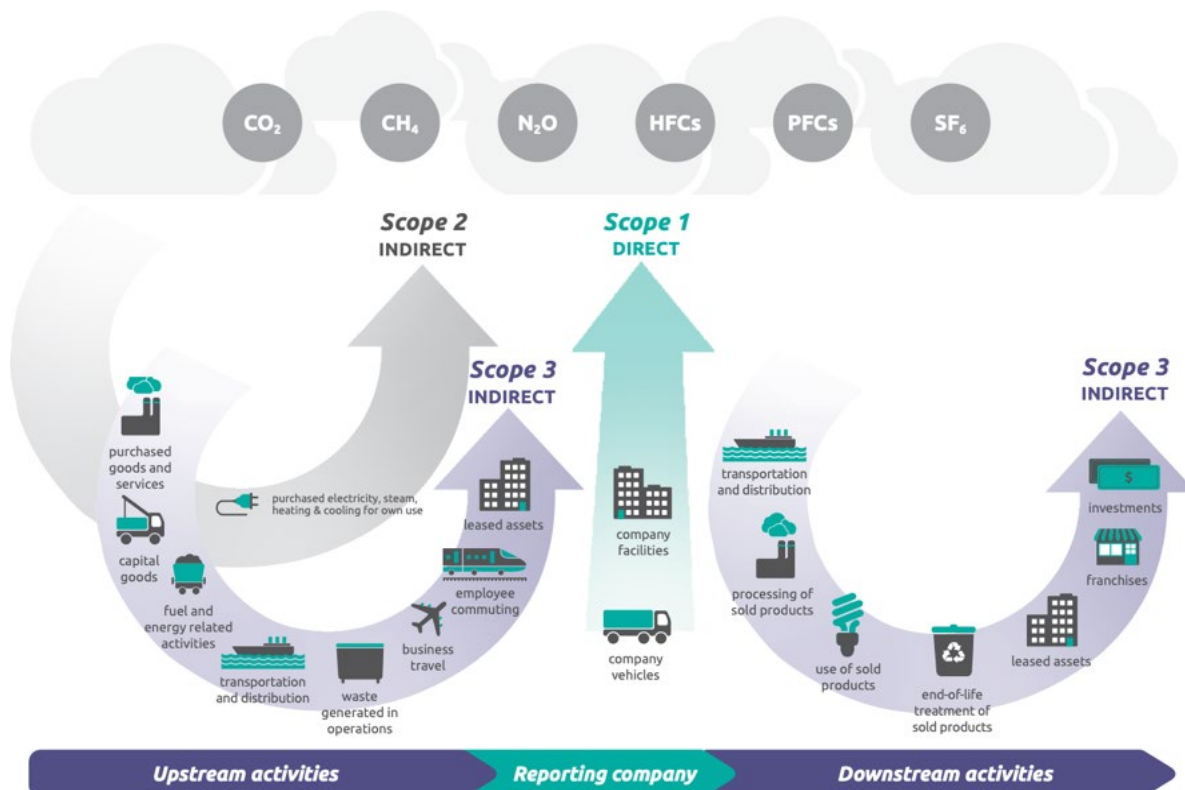 CO₂
CH₄
N₂O
HFCs
PFCs
SF₆
Scope 2
INDIRECT
Scope 1
DIRECT
Scope 3
INDIRECT
Scope 3
INDIRECT
purchased
goods and
services
capital
goods
fuel and
energy related
activities
purchased electricity, steam,
heating & cooling for own use
transportation
and distribution
waste
generated in
operations
business
travel
employee
commuting
leased assets
company
facilities
company
vehicles
transportation
and distribution
processing of
sold products
use of sold
products
end-of-life
treatment of
sold products
leased assets
franchises
$
investments
Upstream activities
Reporting company
Downstream activities